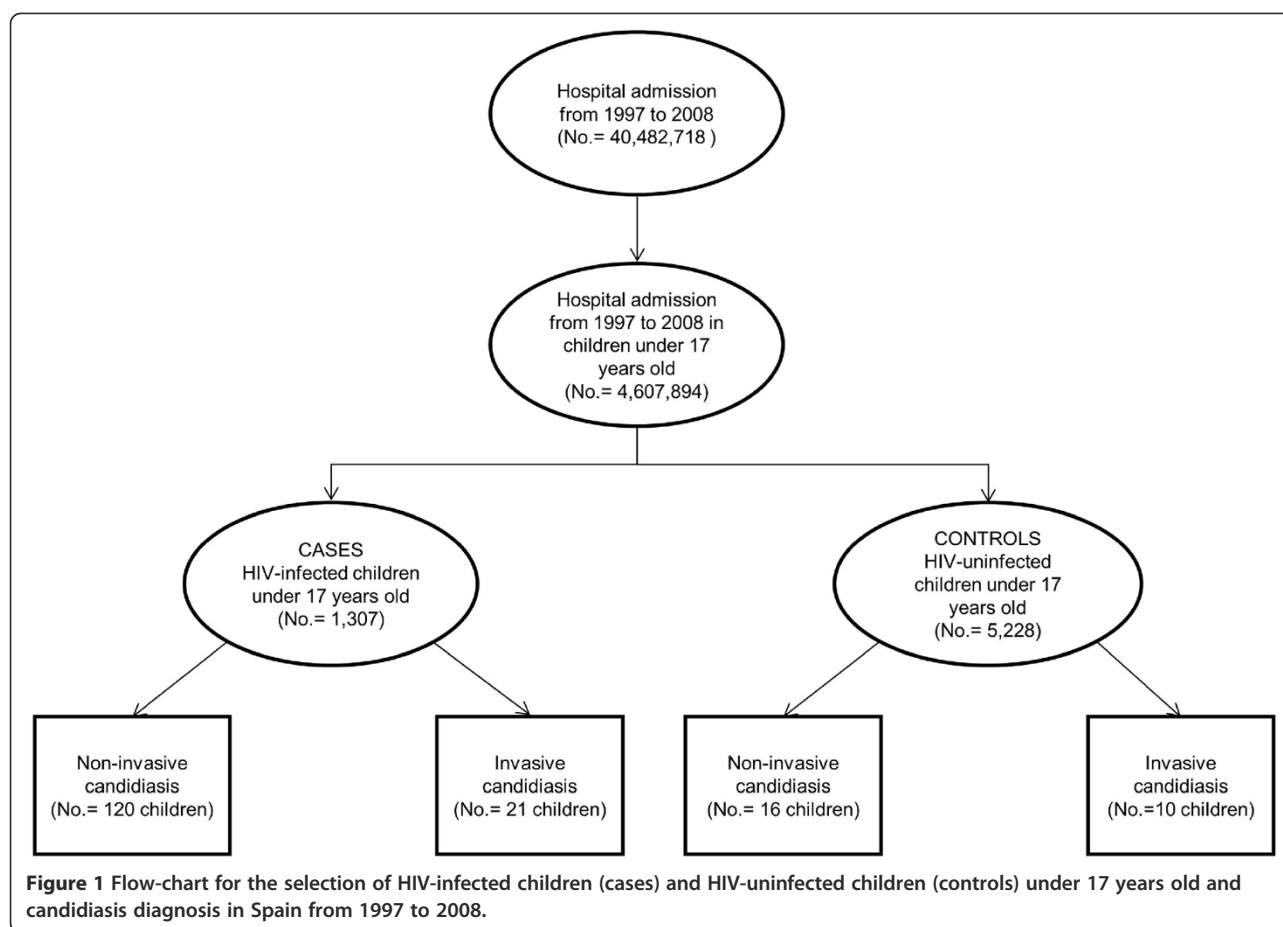 Hospital admission
from 1997 to 2008
(No.= 40,482,718 )
Hospital admission
from 1997 to 2008 in
children under 17
years old
(No.= 4,607,894)
CASES
HIV-infected children
under 17 years old
(No.= 1,307)
CONTROLS
HIV-uninfected
children under 17
years old
(No.= 5,228)
Non-invasive
candidiasis
(No.= 120 children)
Invasive
candidiasis
(No.= 21 children)
Non-invasive
candidiasis
(No.= 16 children)
Invasive
candidiasis
(No.=10 children)
Figure 1 Flow-chart for the selection of HIV-infected children (cases) and HIV-uninfected children (controls) under 17 years old and
candidiasis diagnosis in Spain from 1997 to 2008.